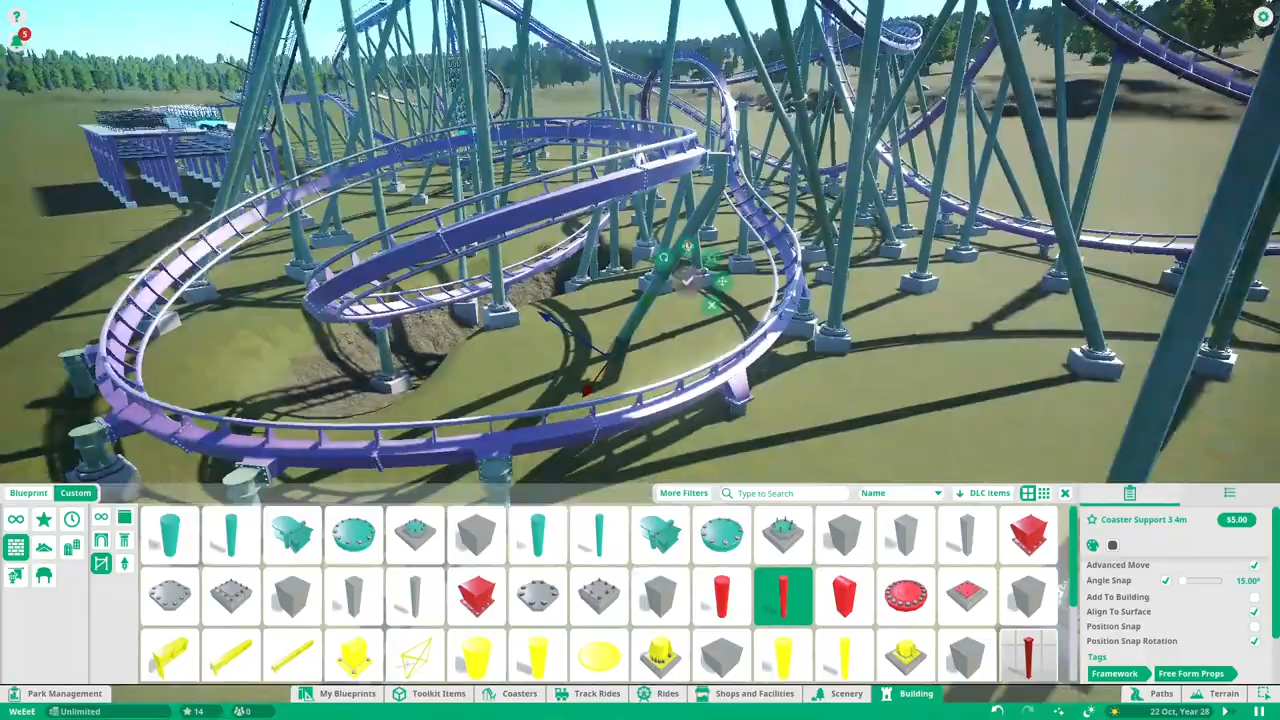 ?
5
Blueprint Custom
More Filters Type to Search Name DLC items
Coaster Support 3 4m $5.00
Advanced Move
Angle Snap 15.00°
Add To Building
Align To Surface
Position Snap
Position Snap Rotation
Tags
Framework Free Form Props
Park Management My Blueprints Toolkit Items Coasters Track Rides Rides Shops and Facilities Scenery Building Paths Terrain
WeEeE Unlimited 14 0 22 Oct, Year 28